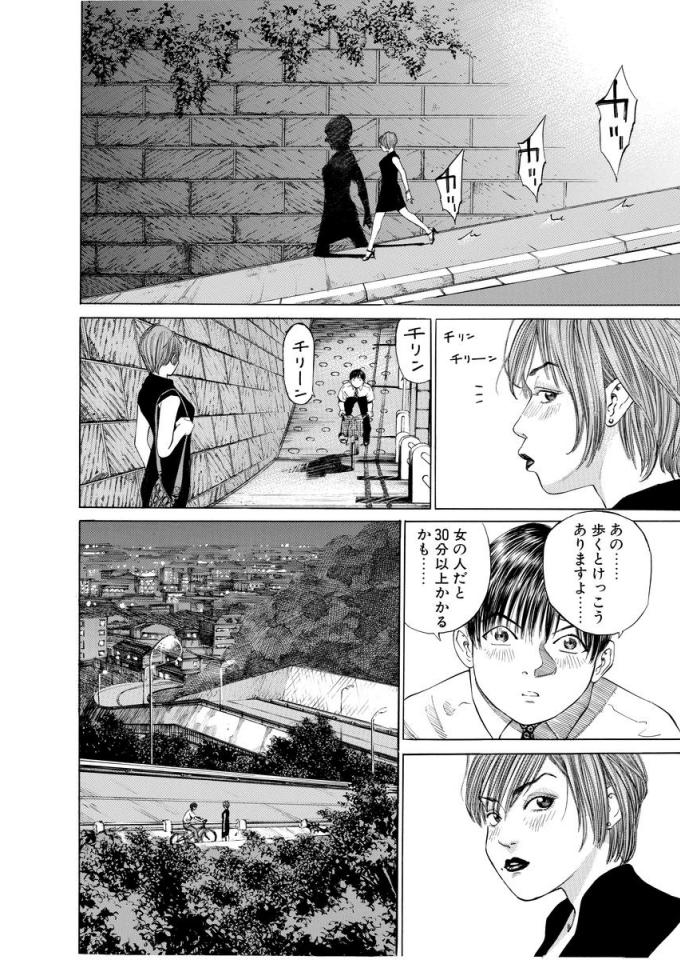 カッ
カッ
カッ
チリン
チリーン
チリン
チリーン
あの……
歩くとけっこう
ありますよ……
女の人だと
30分以上かかる
かも……